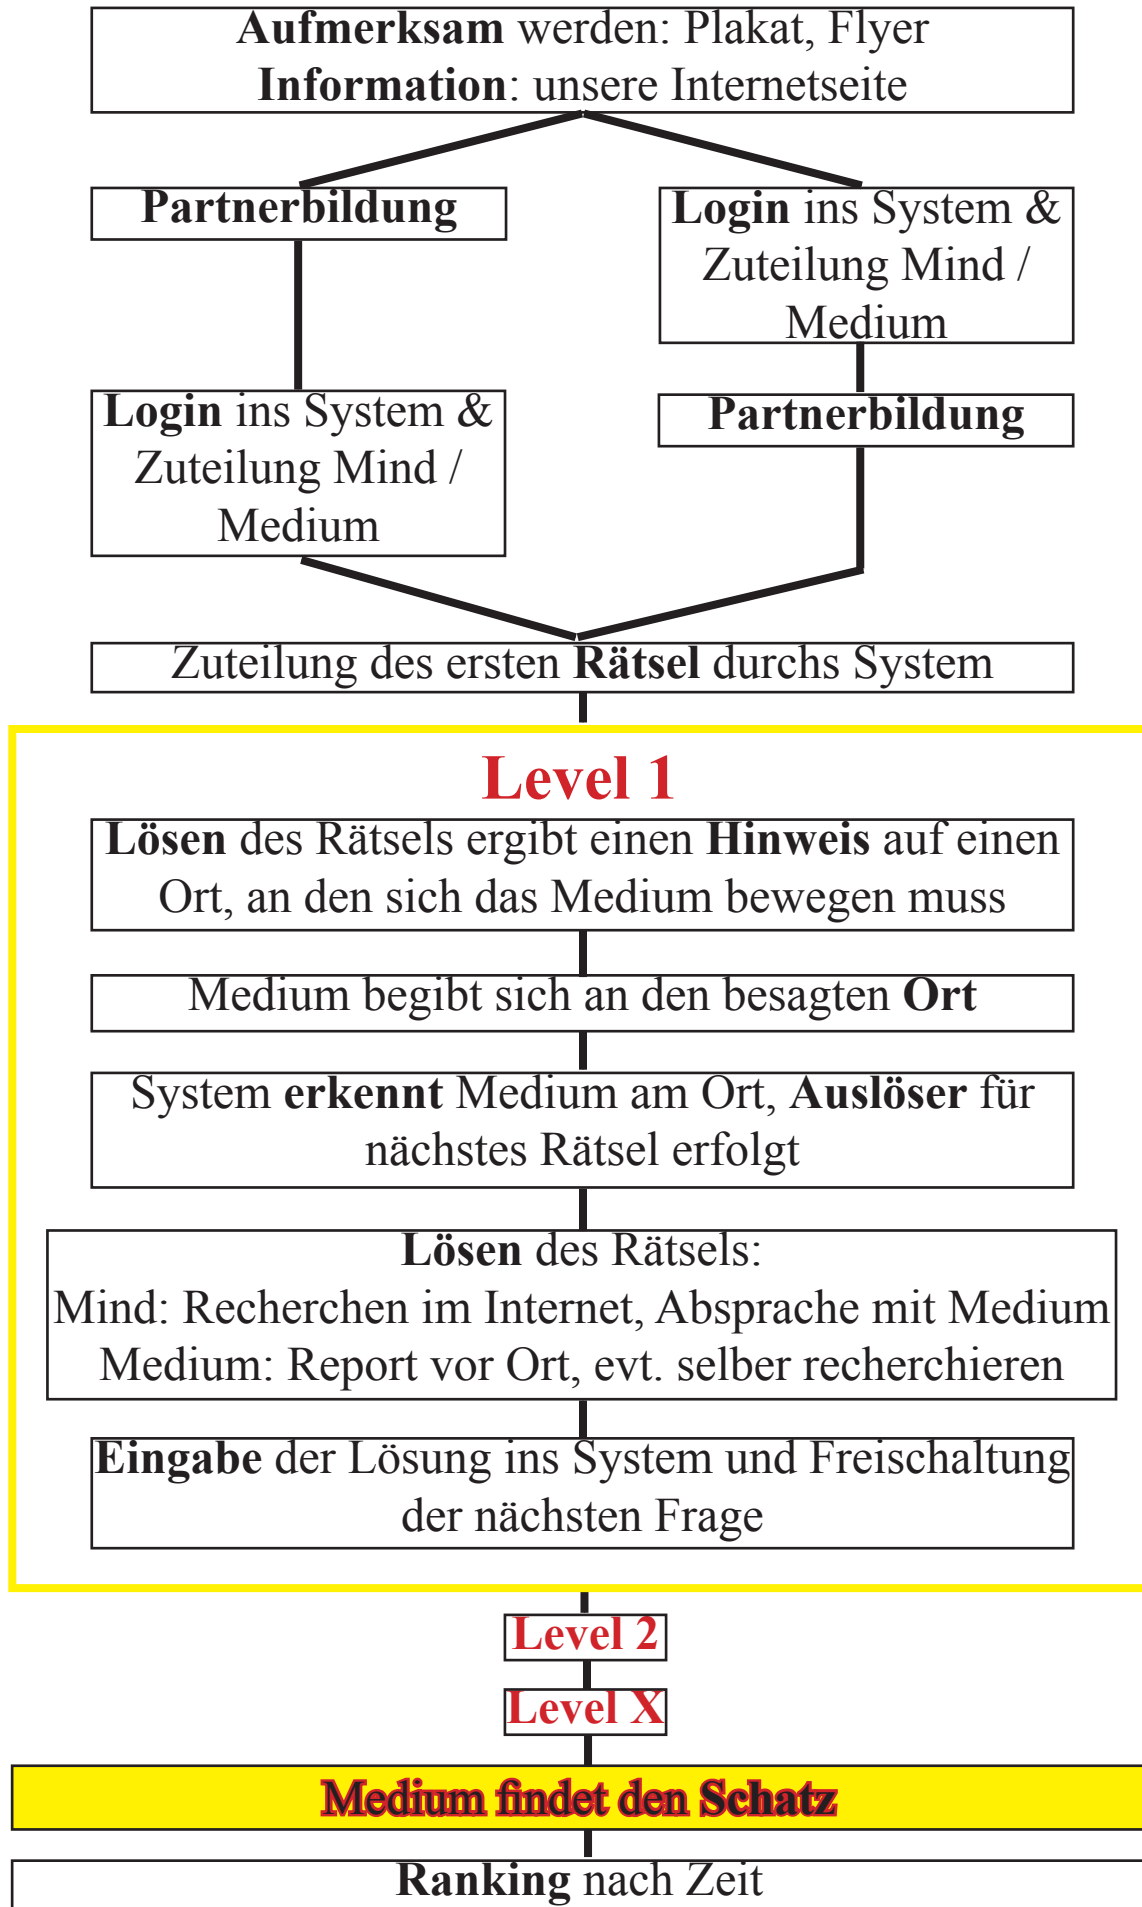 Aufmerksam werden: Plakat, Flyer
Information: unsere Internetseite
Partnerbildung
Login ins System &
Zuteilung Mind /
Medium
Login ins System &
Zuteilung Mind /
Medium
Partnerbildung
Zuteilung des ersten Rätsel durchs System
Level 1
Lösen des Rätsels ergibt einen Hinweis auf einen
Ort, an den sich das Medium bewegen muss
Medium begibt sich an den besagten Ort
System erkennt Medium am Ort, Auslöser für
nächstes Rätsel erfolgt
Lösen des Rätsels:
Mind: Recherchen im Internet, Absprache mit Medium
Medium: Report vor Ort, evt. selber recherchieren
Eingabe der Lösung ins System und Freischaltung
der nächsten Frage
Level 2
Level X
Medium findet den Schatz
Ranking nach Zeit